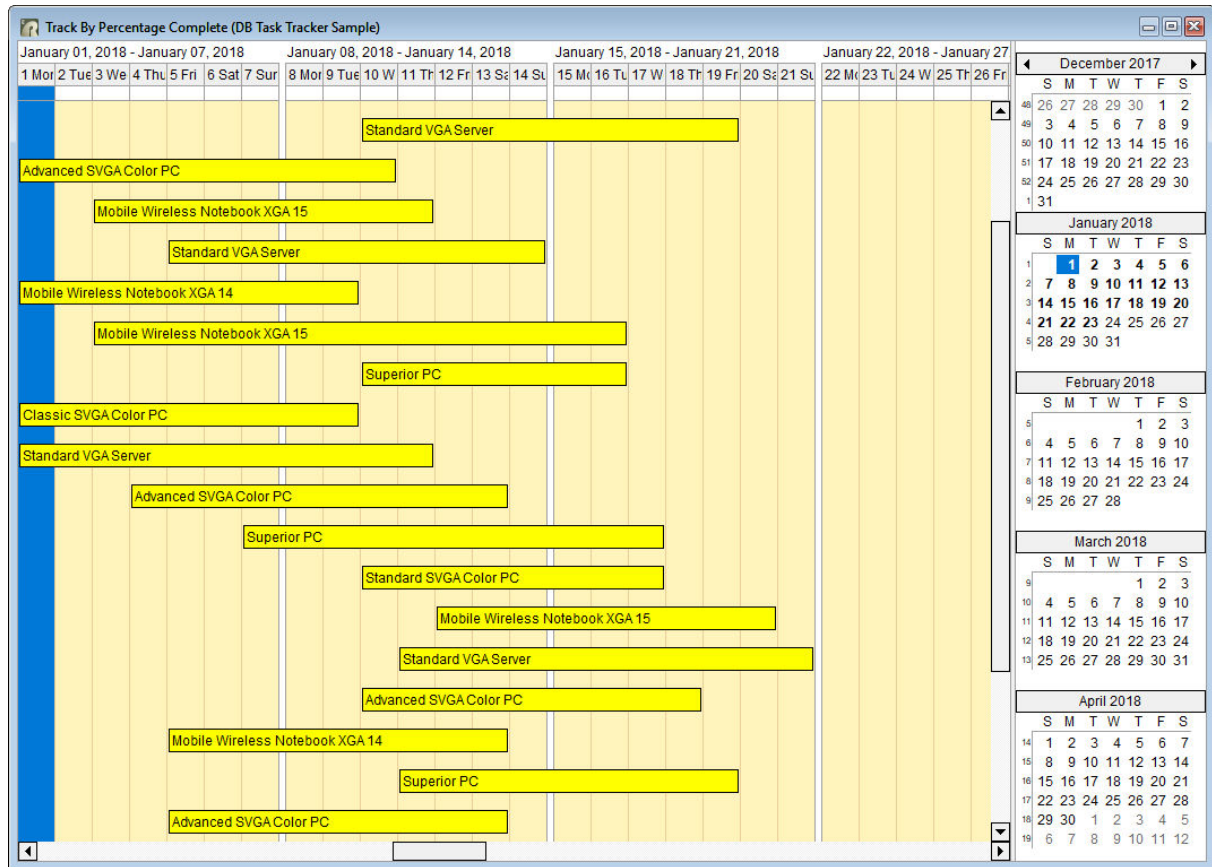 Track By Percentage Complete (DB Task Tracker Sample)
January 01, 2018 - January 07, 2018 January 08, 2018 - January 14, 2018 January 15, 2018 - January 21, 2018 January 22, 2018 - January 27
1 Mor 2 Tue 3 We 4 Thu 5 Fri 6 Sat 7 Sur 8 Mor 9 Tue 10 W 11 Th 12 Fr 13 Sa 14 Su 15 Mo 16 Tu 17 W 18 Th 19 Fri 20 Sa 21 Su 22 Mo 23 Tu 24 W 25 Th 26 Fri
Standard VGA Server
Advanced SVGA Color PC
Mobile Wireless Notebook XGA 15
Standard VGA Server
Mobile Wireless Notebook XGA 14
Mobile Wireless Notebook XGA 15
Superior PC
Classic SVGA Color PC
Standard VGA Server
Advanced SVGA Color PC
Superior PC
Standard SVGA Color PC
Mobile Wireless Notebook XGA 15
Standard VGA Server
Advanced SVGA Color PC
Mobile Wireless Notebook XGA 14
Superior PC
Advanced SVGA Color PC
December 2017
S M T W T F S
48 26 27 28 29 30 1 2
49 3 4 5 6 7 8 9
50 10 11 12 13 14 15 16
51 17 18 19 20 21 22 23
52 24 25 26 27 28 29 30
1 31
January 2018
S M T W T F S
1 1 2 3 4 5 6
2 7 8 9 10 11 12 13
3 14 15 16 17 18 19 20
4 21 22 23 24 25 26 27
5 28 29 30 31
February 2018
S M T W T F S
5 1 2 3
6 4 5 6 7 8 9 10
7 11 12 13 14 15 16 17
8 18 19 20 21 22 23 24
9 25 26 27 28
March 2018
S M T W T F S
9 1 2 3
10 4 5 6 7 8 9 10
11 11 12 13 14 15 16 17
12 18 19 20 21 22 23 24
13 25 26 27 28 29 30 31
April 2018
S M T W T F S
14 1 2 3 4 5 6 7
15 8 9 10 11 12 13 14
16 15 16 17 18 19 20 21
17 22 23 24 25 26 27 28
18 29 30 1 2 3 4 5
19 6 7 8 9 10 11 12